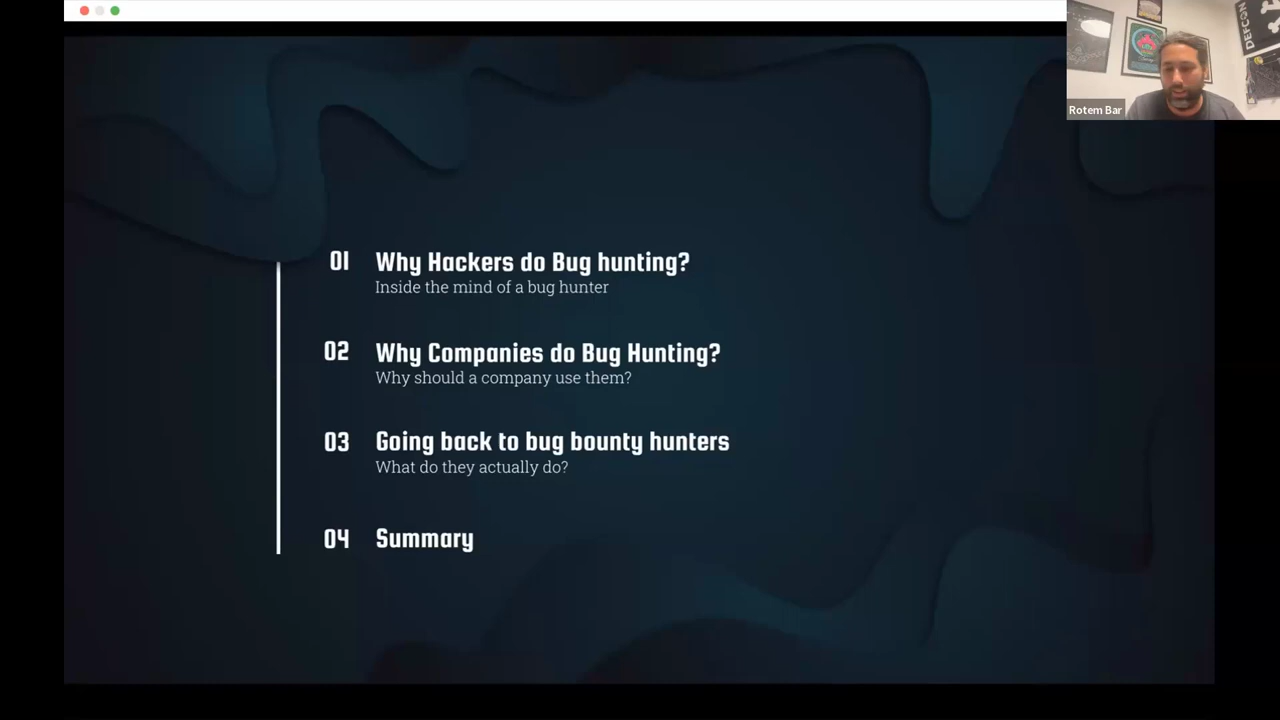 DEFCON
Rotem Bar
01 Why Hackers do Bug hunting?
Inside the mind of a bug hunter
02 Why Companies do Bug Hunting?
Why should a company use them?
03 Going back to bug bounty hunters
What do they actually do?
04 Summary